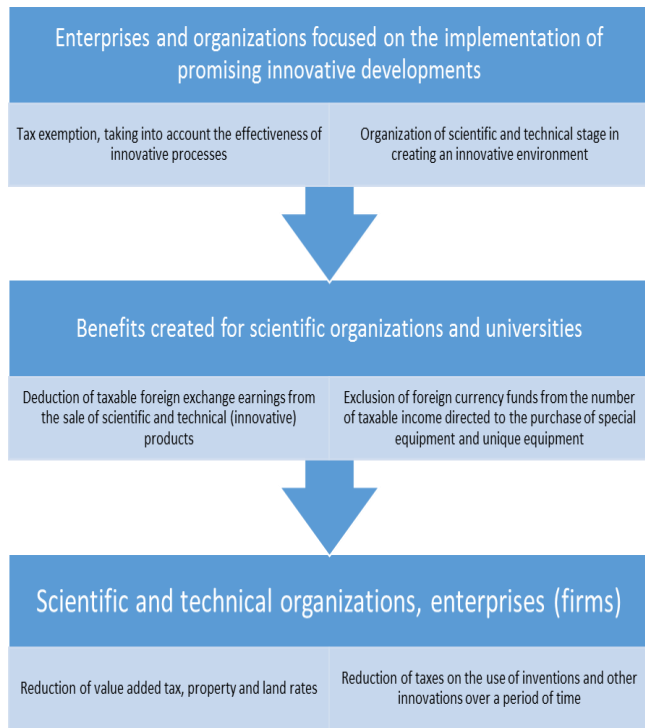 Enterprises and organizations focused on the implementation of
promising innovative developments
Tax exemption, taking into account the effectiveness of
innovative processes
Organization of scientific and technical stage in
creating an innovative environment
Benefits created for scientific organizations and universities
Deduction of taxable foreign exchange earnings from
the sale of scientific and technical (innovative)
products
Exclusion of foreign currency funds from the number
of taxable income directed to the purchase of special
equipment and unique equipment
Scientific and technical organizations, enterprises (firms)
Reduction of value added tax, property and land rates
Reduction of taxes on the use of inventions and other
innovations over a period of time